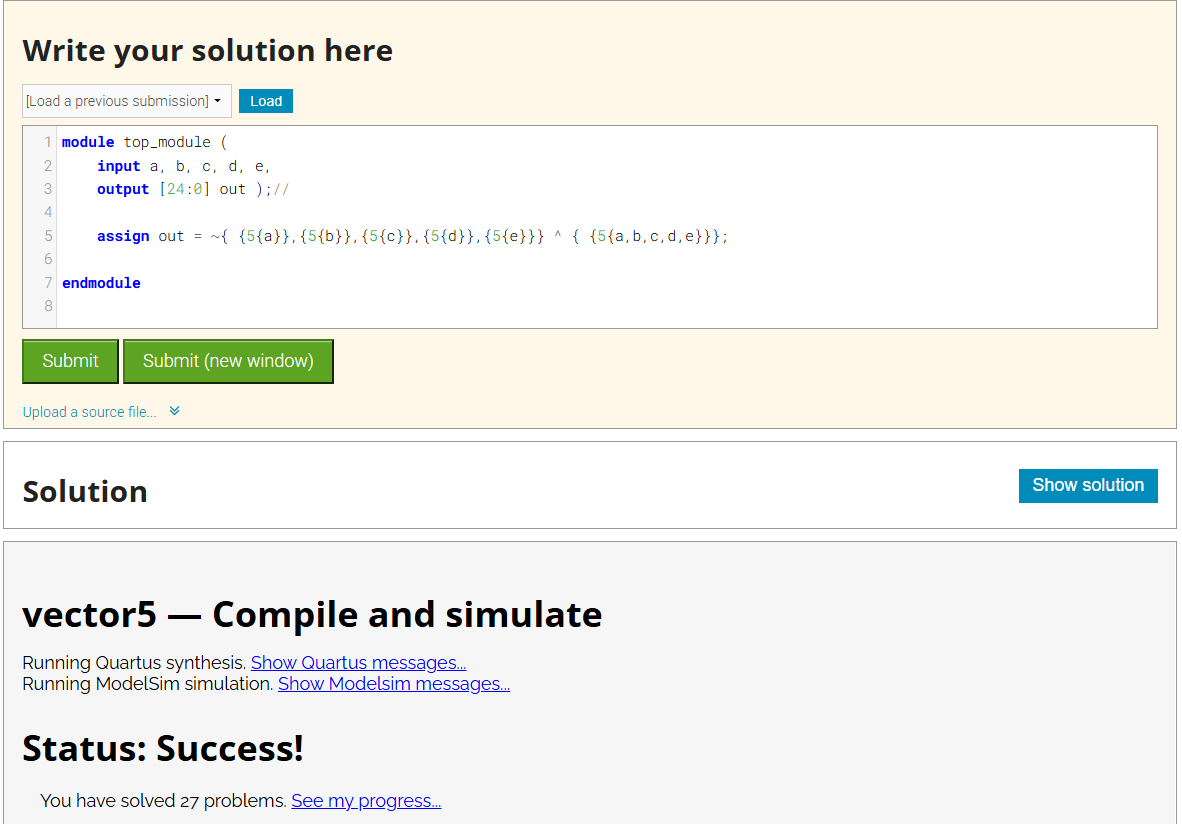 Write your solution here
[Load a previous submission] Load
1 module top_module (
2     input a, b, c, d, e,
3     output [24:0] out );//
4
5     assign out = ~{ {5{a}},{5{b}},{5{c}},{5{d}},{5{e}}} ^ { {5{a,b,c,d,e}}};
6
7 endmodule
8
Submit Submit (new window)
Upload a source file...
Solution Show solution
vector5 — Compile and simulate
Running Quartus synthesis. Show Quartus messages...
Running ModelSim simulation. Show Modelsim messages...
Status: Success!
You have solved 27 problems. See my progress...